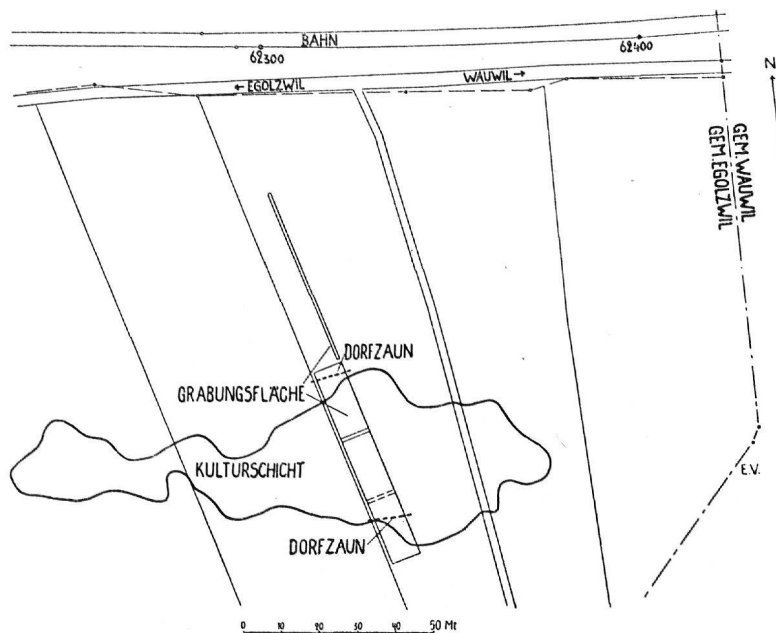 BAHN
62300
62400
← EGOLZWIL
WAUWIL →
N
GEM. WAUWIL
GEM. EGOLZWIL
DORFZAUN
GRABUNGSFLÄCHE
KULTURSCHICHT
E.V.
DORFZAUN
0 10 20 30 40 50 Mt